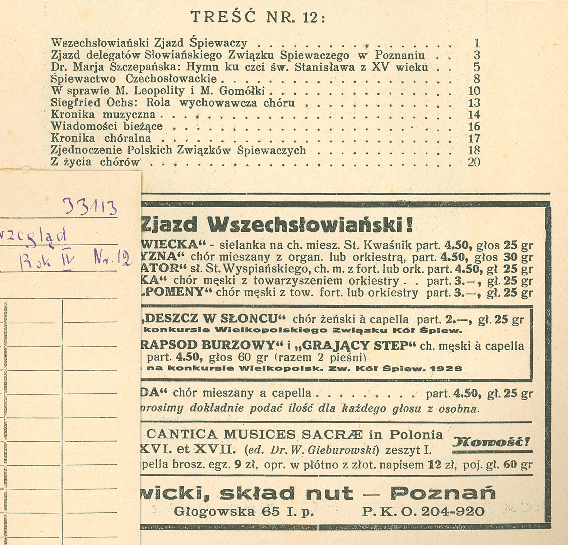 TREŚĆ NR. 12:
Wszechsłowiański Zjazd Śpiewaczy . . . . . . . . . . . 1
Zjazd delegatów Słowiańskiego Związku Śpiewaczego w Poznaniu . . 3
Dr. Marja Szczepańska: Hymn ku czci św. Stanisława z XV wieku . . 5
Śpiewactwo Czechosłowackie . . . . . . . . . . . . . 8
W sprawie M. Leopolity i M. Gomółki . . . . . . . . . . 10
Siegfried Ochs: Rola wychowawcza chóru . . . . . . . . . 13
Kronika muzyczna . . . . . . . . . . . . . . . . 14
Wiadomości bieżące . . . . . . . . . . . . . . . . 16
Kronika chóralna . . . . . . . . . . . . . . . . . 17
Zjednoczenie Polskich Związków Śpiewaczych . . . . . . . . 18
Z życia chórów . . . . . . . . . . . . . . . . . 20
33113
rzegląd
Rok IV Nr. 12
Zjazd Wszechsłowiański!
WIECKA“ - sielanka na ch. miesz. St. Kwaśnik part. 4,50, głos 25 gr
YZNA“ chór mieszany z organ. lub orkiestrą, part. 4,50, głos 30 gr
ATOR“ sł. St. Wyspiańskiego, ch. m. z fort. lub ork. part. 4,50, gł 25 gr
KA“ chór męski z towarzyszeniem orkiestry . . part. 3.—, gł. 25 gr
LPOMENY“ chór męski z tow. fort. lub orkiestry part. 3.—, gł. 25 gr
„DESZCZ W SŁOŃCU“ chór żeński à capella part. 2.—, gł. 25 gr
konkursie Wielkopolskiego Związku Kół Śpiew.
RAPSOD BURZOWY“ i „GRAJĄCY STEP“ ch. męski à capella
part. 4.50, głos 60 gr (razem 2 pieśni)
na konkursie Wielkopolsk. Zw. Kół Śpiew. 1926
DA“ chór mieszany a capella . . . . . . . . . part. 4,50, gł. 25 gr
prosimy dokładnie podać ilość dla każdego głosu z osobna.
CANTICA MUSICES SACRÆ in Polonia
XVI. et XVII. (ed. Dr. W. Gieburowski) zeszyt I.
Nowość!
pella brosz. egz. 9 zł, opr. w płótno z złot. napisem 12 zł, poj. gł. 60 gr
wicki, skład nut — Poznań
Głogowska 65 I. p. P. K. O. 204-920